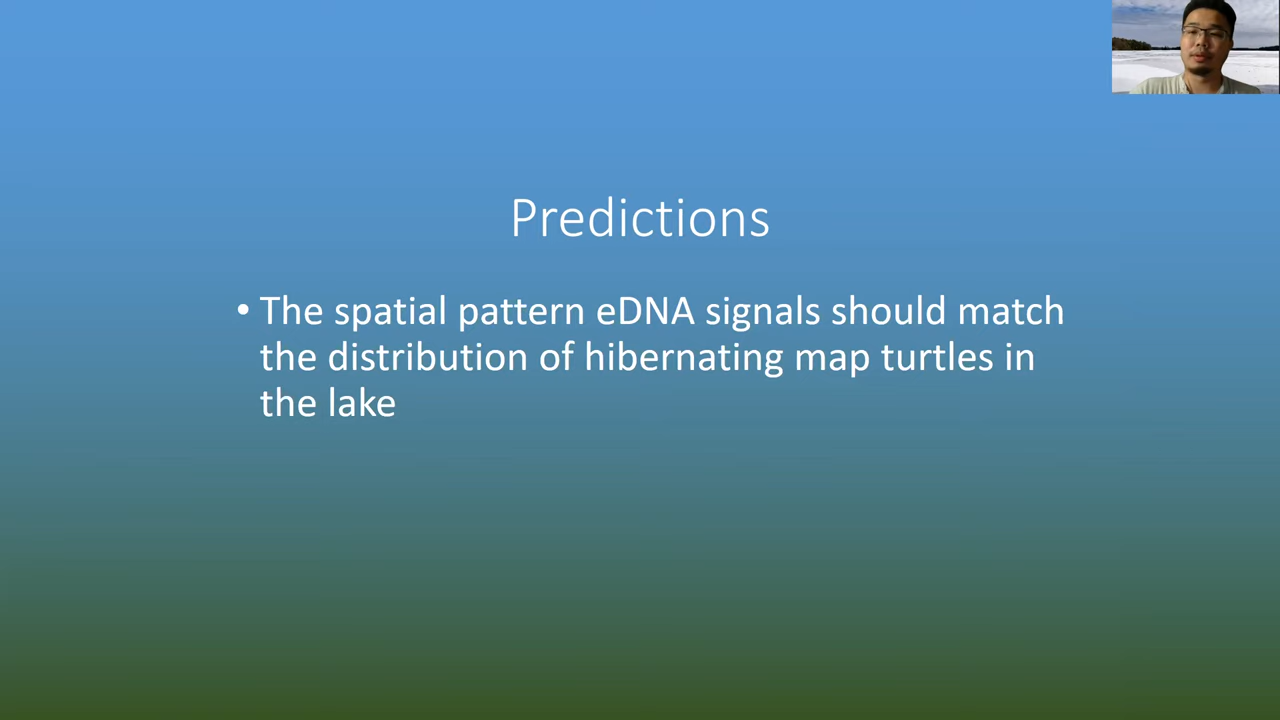 Predictions
• The spatial pattern eDNA signals should match
the distribution of hibernating map turtles in
the lake